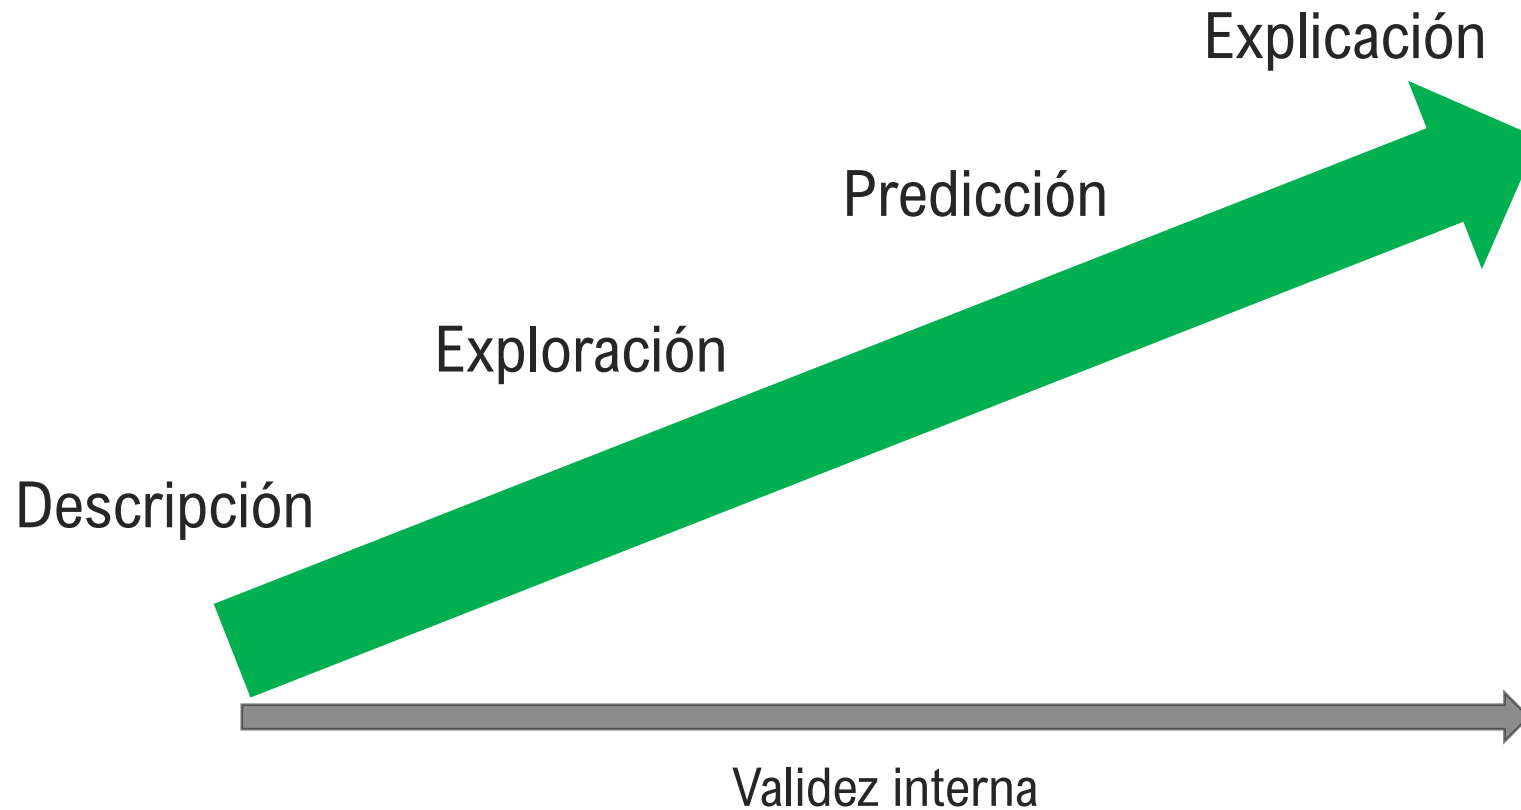 Explicación
Predicción
Exploración
Descripción
Validez interna